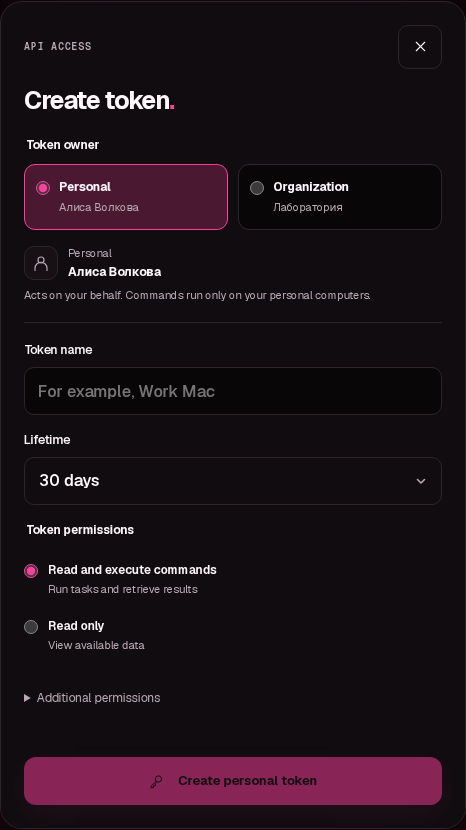 API ACCESS
Create token.
Token owner
Personal
Алиса Волкова
Organization
Лаборатория
Personal
Алиса Волкова
Acts on your behalf. Commands run only on your personal computers.
Token name
For example, Work Mac
Lifetime
30 days
Token permissions
Read and execute commands
Run tasks and retrieve results
Read only
View available data
Additional permissions
Create personal token